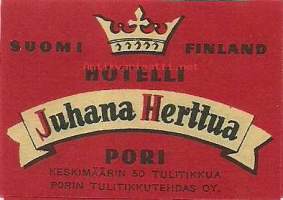 SUOMI FINLAND
HOTELLI
Juhana Herttua
PORI
KESKIMÄÄRIN 50 TULITIKKUA
PORIN TULITIKKUTEHDAS OY.